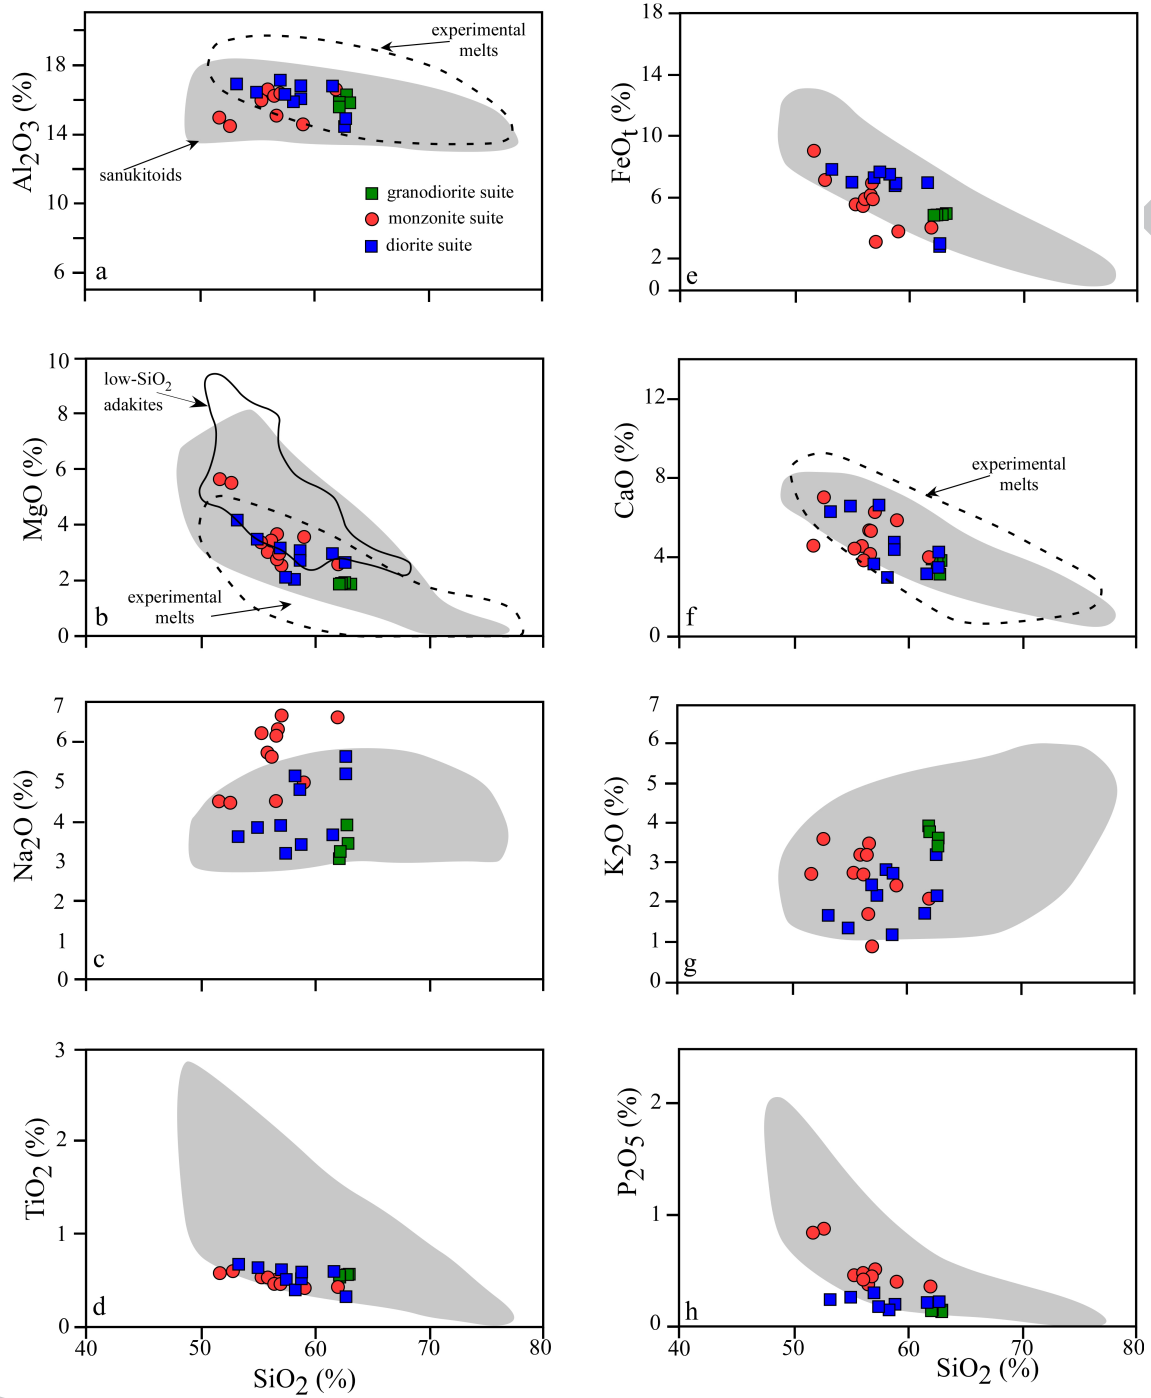 18
14
10
6
Al2O3 (%)
experimental
melts
sanukitoids
granodiorite suite
monzonite suite
diorite suite
a
18
14
10
6
2
0
FeOt (%)
e
10
8
6
4
2
0
MgO (%)
low-SiO2
adakites
experimental
melts
b
12
8
4
0
CaO (%)
experimental
melts
f
7
6
5
4
3
2
1
0
Na2O (%)
c
7
6
5
4
3
2
1
0
K2O (%)
g
3
2
1
0
TiO2 (%)
d
40 50 60 70 80
SiO2 (%)
2
1
0
P2O5 (%)
h
40 50 60 70 80
SiO2 (%)